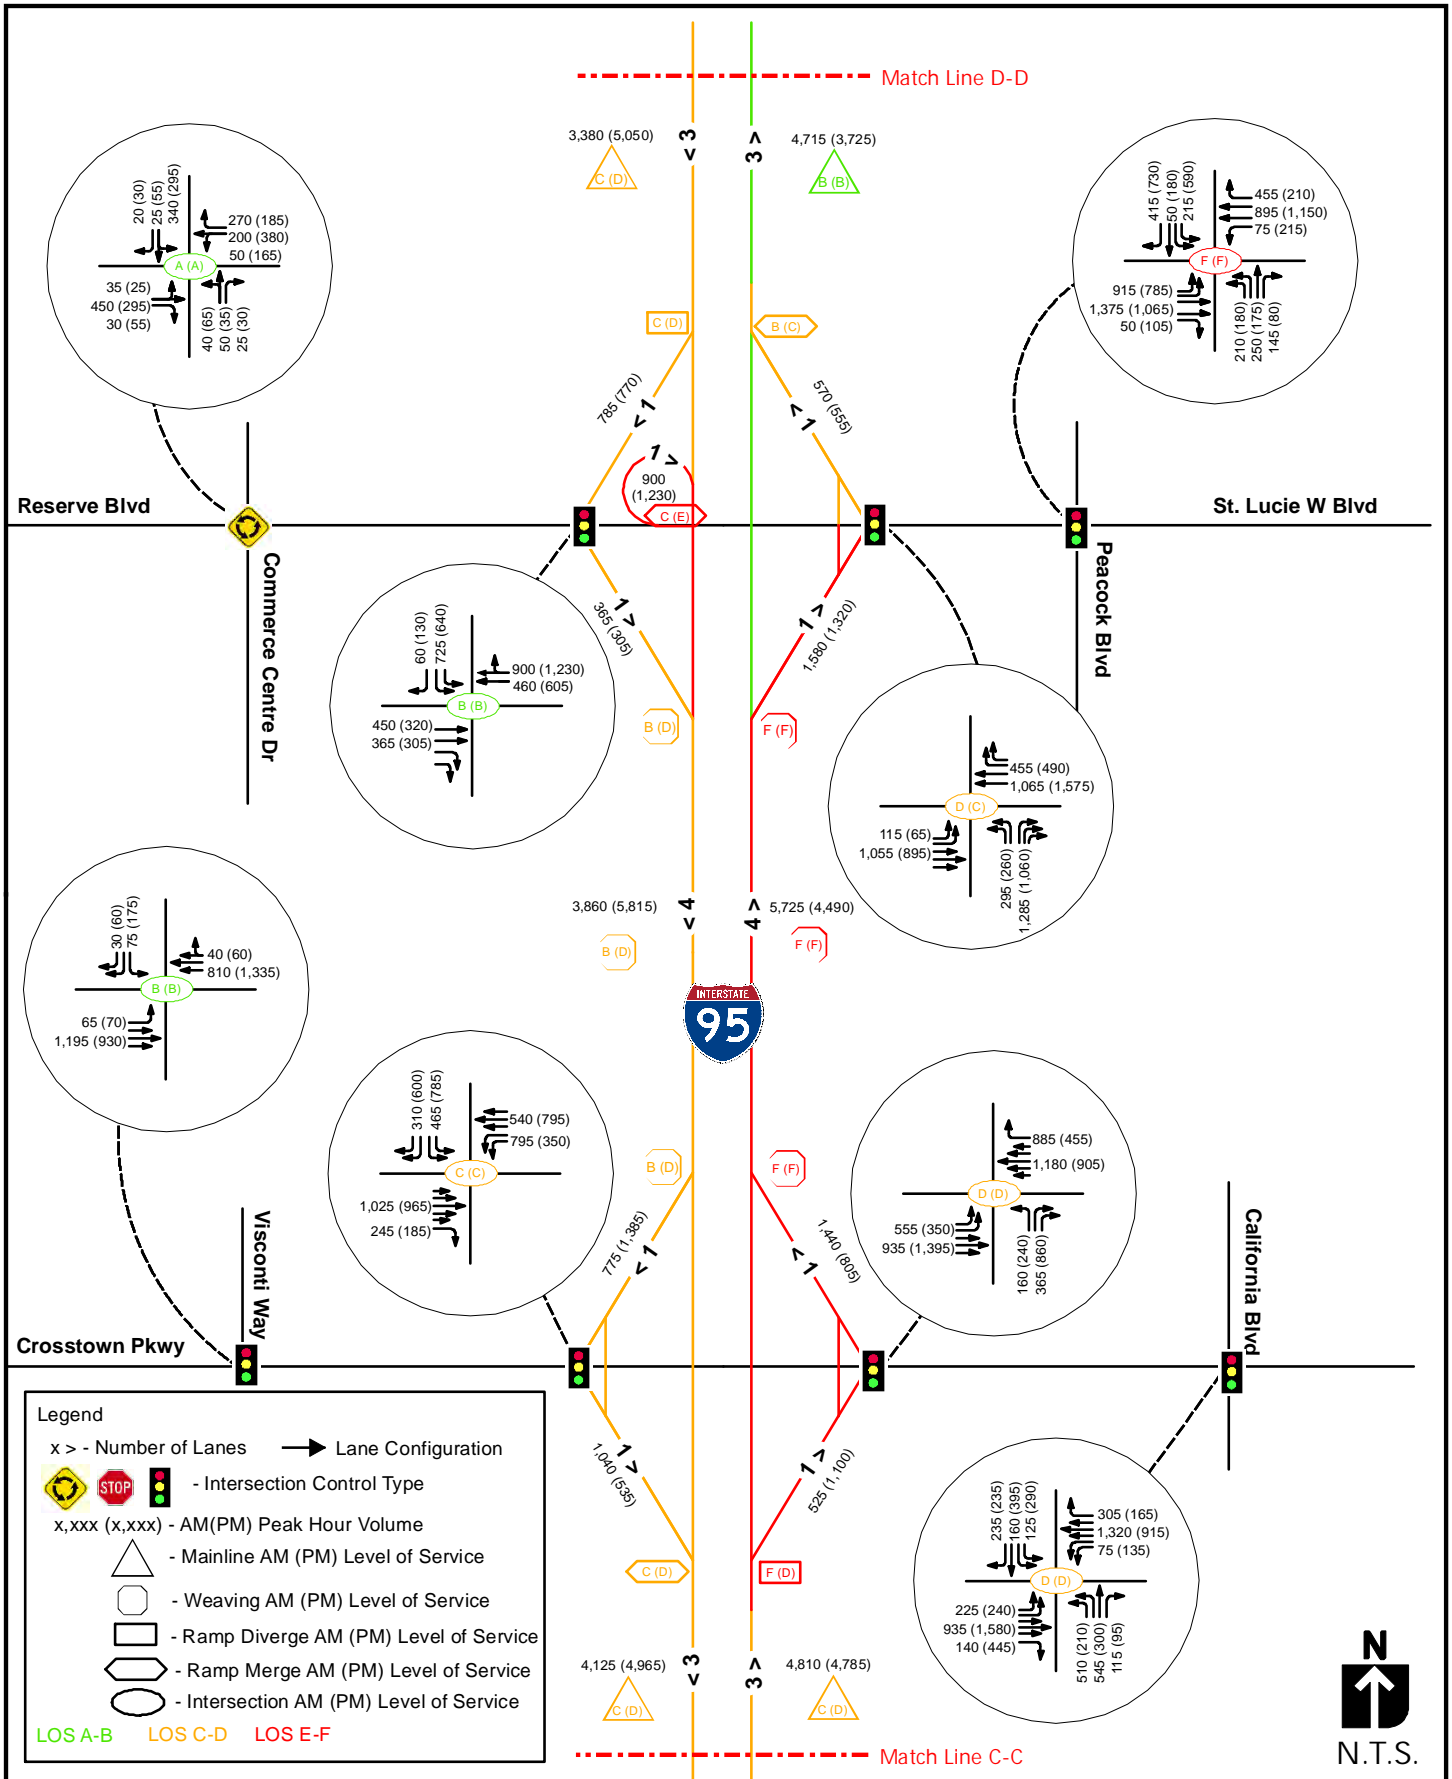 Match Line D-D
3,380 (5,050)
C (D)
< 3
3 >
4,715 (3,725)
B (B)
20 (30)
25 (55)
340 (295)
270 (185)
200 (380)
50 (165)
A (A)
35 (25)
450 (295)
30 (55)
40 (65)
50 (35)
25 (30)
415 (730)
50 (180)
215 (590)
455 (210)
895 (1,150)
75 (215)
F (F)
915 (785)
1,375 (1,065)
50 (105)
210 (180)
250 (175)
145 (80)
C (D)
B (C)
785 (770)
< 1
< 1
570 (555)
1 >
900
(1,230)
C (E)
Reserve Blvd
St. Lucie W Blvd
Commerce Centre Dr
Peacock Blvd
365 (305)
1 >
1 >
1,580 (1,320)
60 (130)
725 (640)
900 (1,230)
460 (605)
B (B)
450 (320)
365 (305)
B (D)
F (F)
455 (490)
1,065 (1,575)
D (C)
115 (65)
1,055 (895)
295 (260)
1,285 (1,060)
3,860 (5,815)
< 4
4 >
5,725 (4,490)
B (D)
F (F)
30 (60)
75 (175)
40 (60)
810 (1,335)
B (B)
65 (70)
1,195 (930)
INTERSTATE
95
310 (600)
465 (785)
540 (795)
795 (350)
C (C)
1,025 (965)
245 (185)
B (D)
F (F)
885 (455)
1,180 (905)
D (D)
555 (350)
935 (1,395)
160 (240)
365 (860)
775 (1,385)
< 1
< 1
1,440 (805)
Visconti Way
California Blvd
Crosstown Pkwy
1,040 (535)
1 >
1 >
525 (1,100)
C (D)
F (D)
235 (235)
160 (395)
125 (290)
305 (165)
1,320 (915)
75 (135)
D (D)
225 (240)
935 (1,580)
140 (445)
510 (210)
545 (300)
115 (95)
4,125 (4,965)
C (D)
< 3
3 >
4,810 (4,785)
C (D)
Match Line C-C
Legend
x > - Number of Lanes
Lane Configuration
STOP
- Intersection Control Type
x,xxx (x,xxx) - AM(PM) Peak Hour Volume
- Mainline AM (PM) Level of Service
- Weaving AM (PM) Level of Service
- Ramp Diverge AM (PM) Level of Service
- Ramp Merge AM (PM) Level of Service
- Intersection AM (PM) Level of Service
LOS A-B LOS C-D LOS E-F
N
N.T.S.